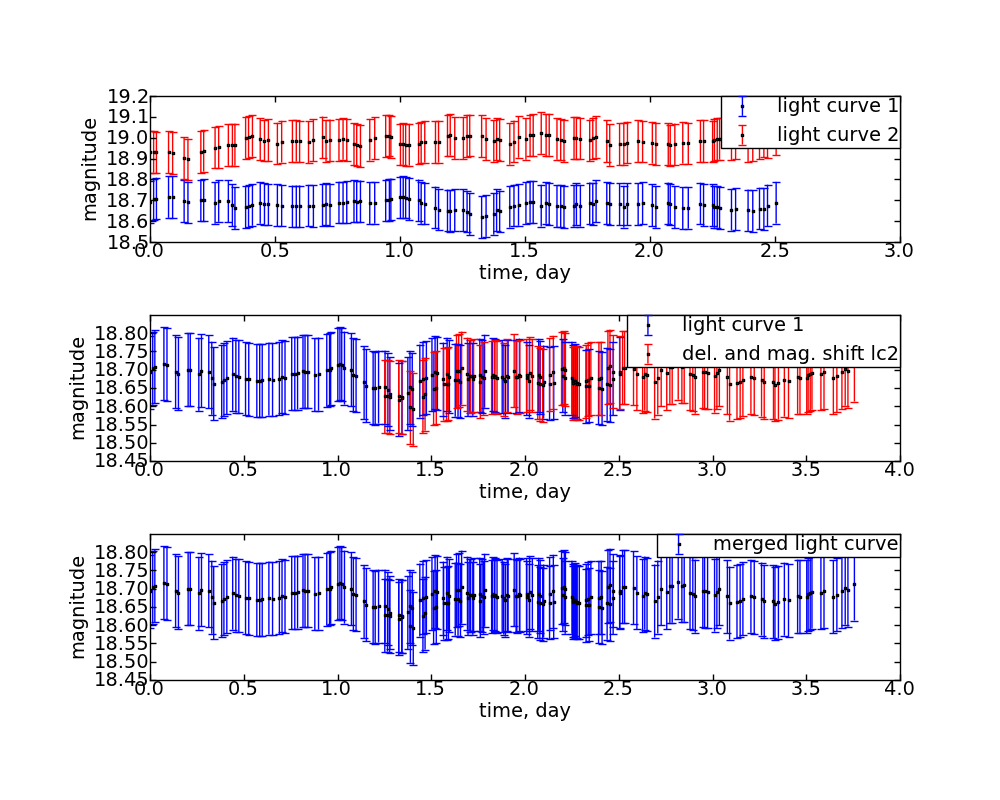 19.2
19.1
19.0
18.9
18.8
18.7
18.6
18.5
magnitude
light curve 1
light curve 2
0.0 0.5 1.0 1.5 2.0 2.5 3.0
time, day
18.80
18.75
18.70
18.65
18.60
18.55
18.50
18.45
magnitude
light curve 1
del. and mag. shift lc2
0.0 0.5 1.0 1.5 2.0 2.5 3.0 3.5 4.0
time, day
18.80
18.75
18.70
18.65
18.60
18.55
18.50
18.45
magnitude
merged light curve
0.0 0.5 1.0 1.5 2.0 2.5 3.0 3.5 4.0
time, day